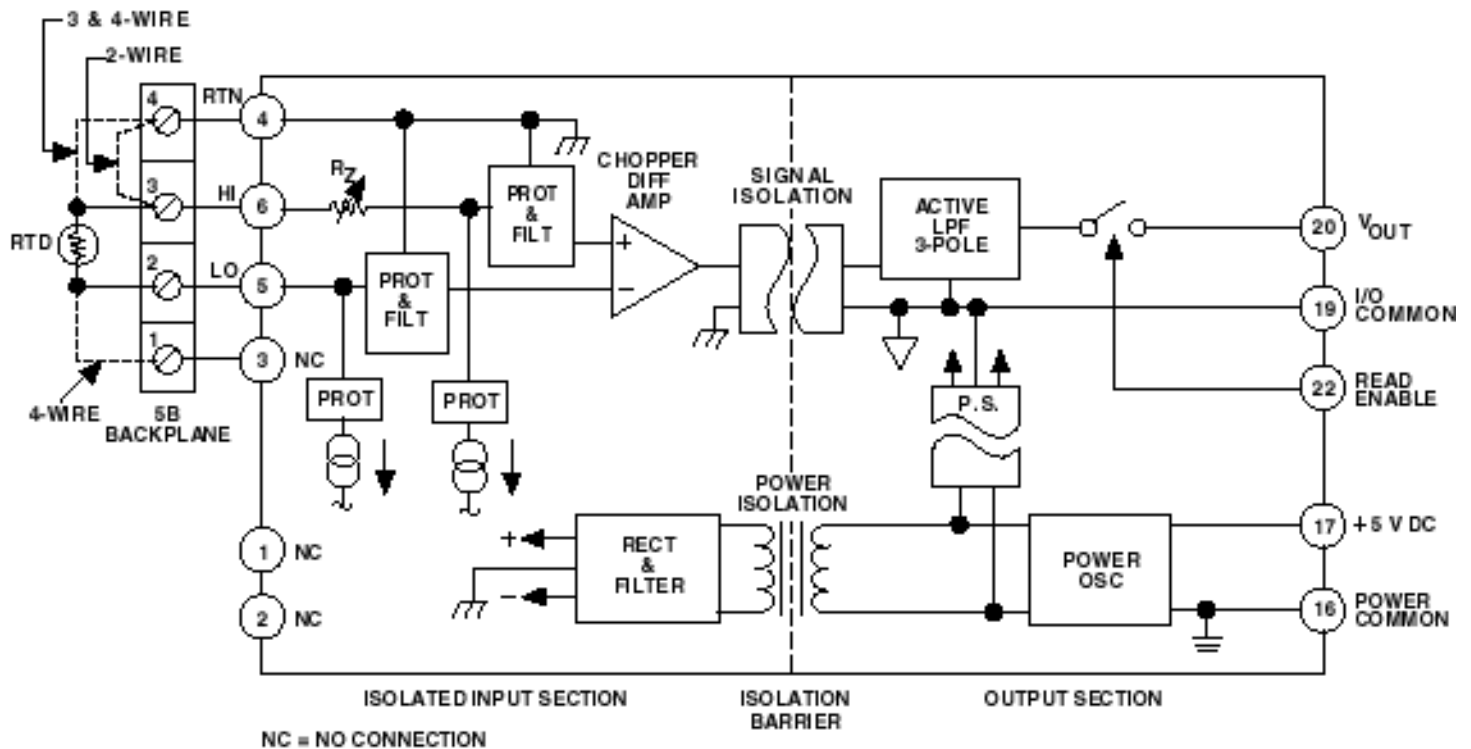 3 & 4-WIRE
2-WIRE
4
RTN
4
3
HI
6
RZ
RTD
2
LO
5
1
3
NC
4-WIRE
5B
BACKPLANE
PROT
& FILT
PROT
& FILT
PROT
PROT
CHOPPER
DIFF
AMP
+
−
SIGNAL
ISOLATION
ACTIVE
LPF
3-POLE
20
VOUT
19
I/O
COMMON
22
READ
ENABLE
P.S.
POWER
ISOLATION
1
NC
2
NC
+
−
RECT
&
FILTER
POWER
OSC
17
+5 V DC
16
POWER
COMMON
ISOLATED INPUT SECTION
ISOLATION
BARRIER
OUTPUT SECTION
NC = NO CONNECTION